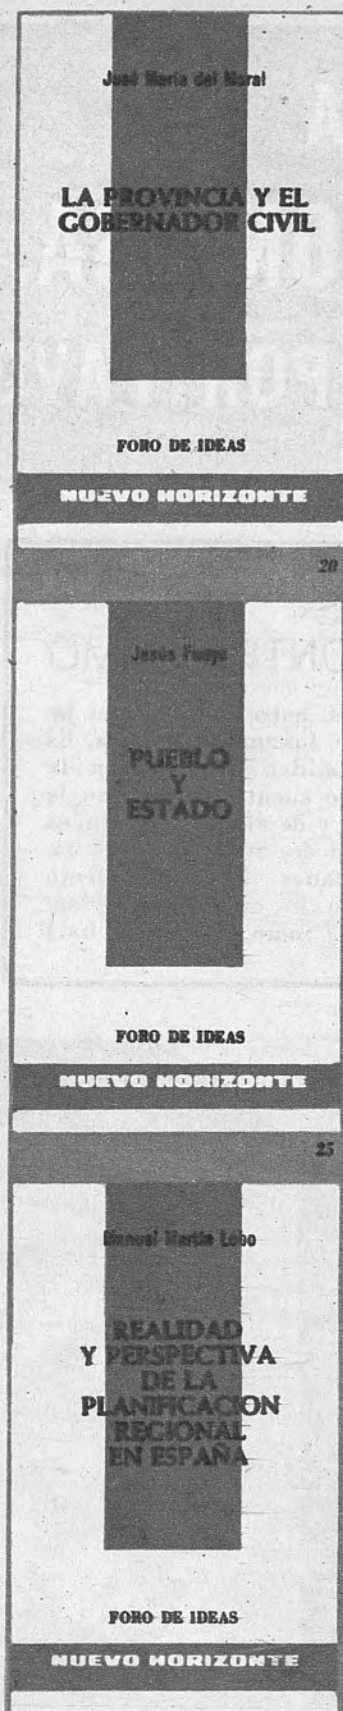 José María del Moral
LA PROVINCIA Y EL
GOBERNADOR CIVIL
FORO DE IDEAS
NUEVO HORIZONTE
20
Jesús Fueyo
PUEBLO
Y
ESTADO
FORO DE IDEAS
NUEVO HORIZONTE
25
Manuel Martín Lobo
REALIDAD
Y PERSPECTIVA
DE LA
PLANIFICACION
REGIONAL
EN ESPAÑA
FORO DE IDEAS
NUEVO HORIZONTE